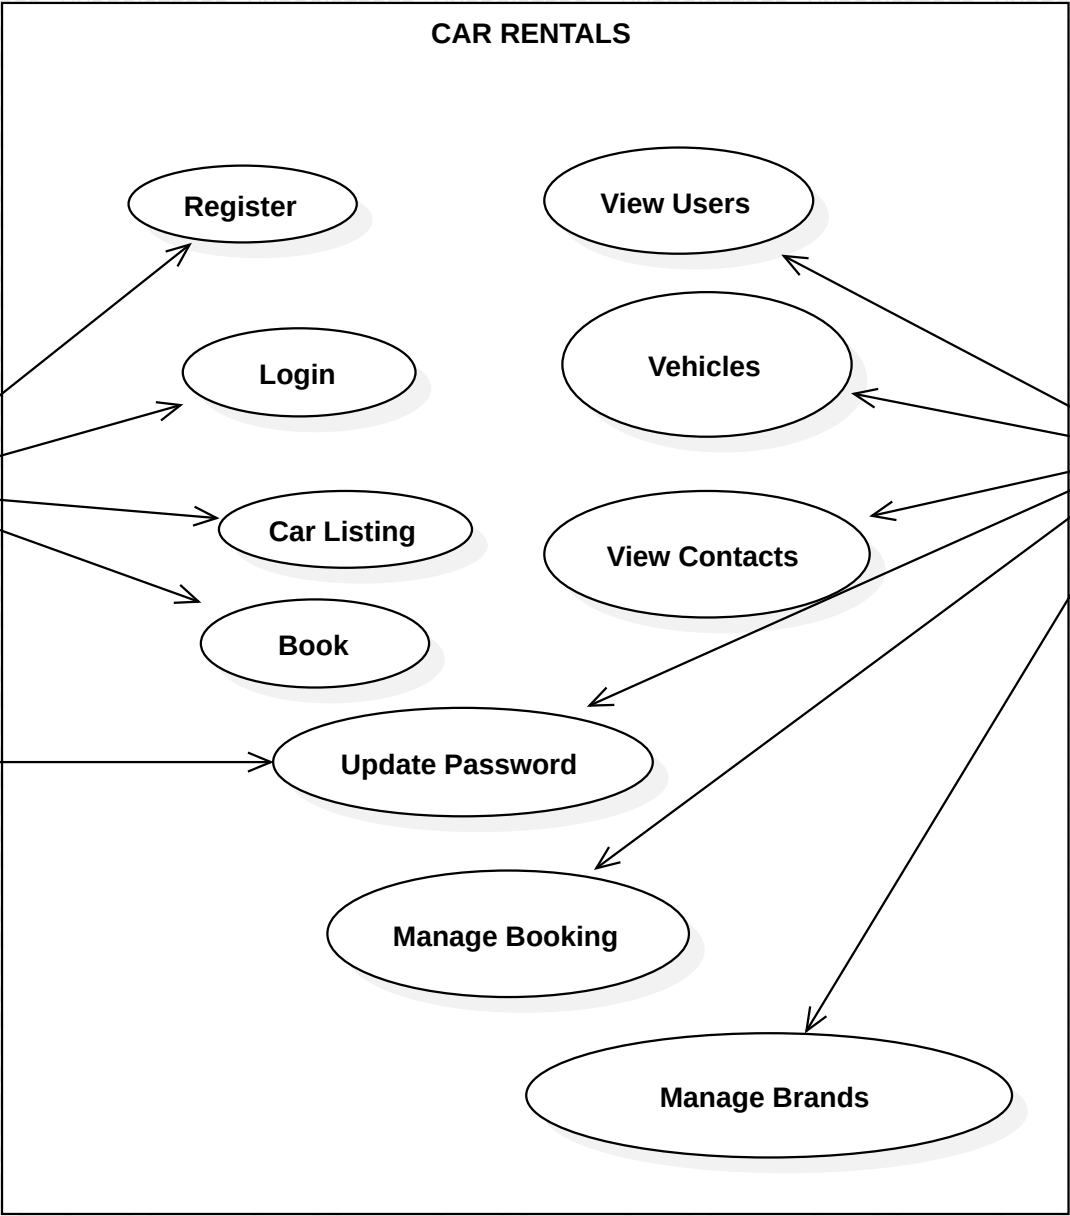 CAR RENTALS
Register
View Users
Login
Vehicles
Car Listing
View Contacts
Book
Update Password
Manage Booking
Manage Brands